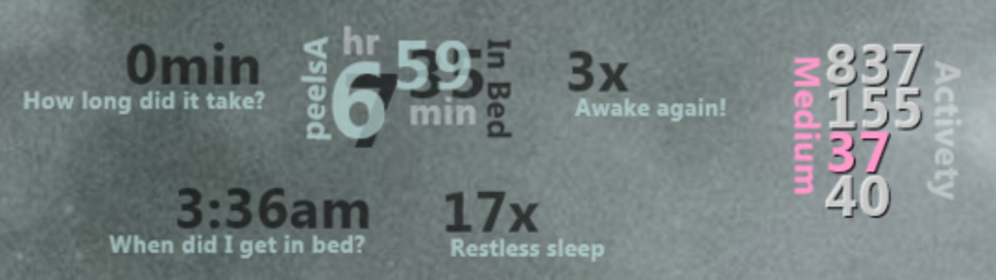 0min
How long did it take?
peelsA
hr
6
59
7
35
min
In Bed
3x
Awake again!
Medium
837
155
37
40
Activety
3:36am
When did I get in bed?
17x
Restless sleep